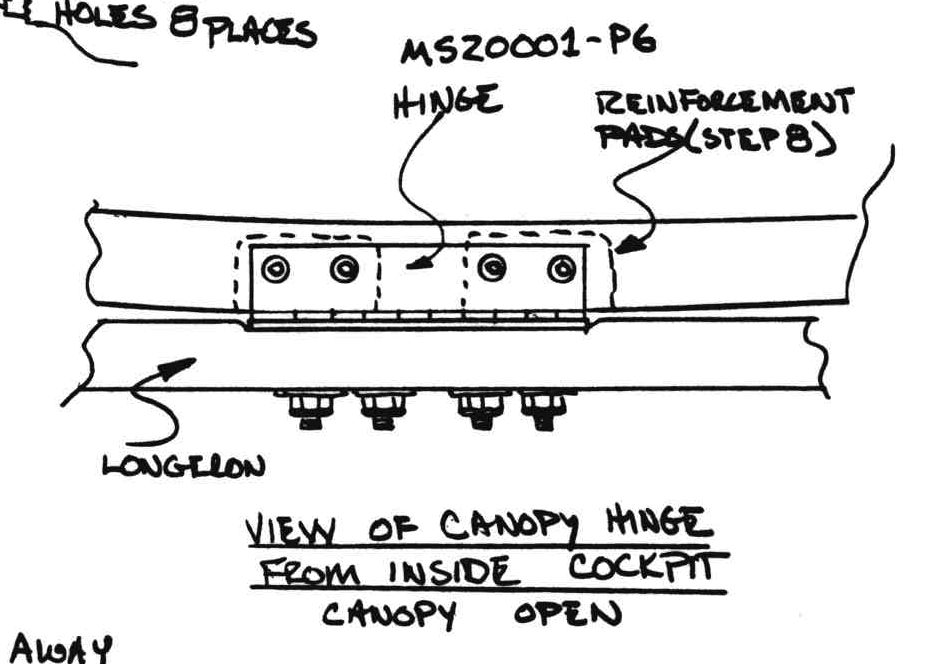 HOLES 8 PLACES
MS20001-P6
HINGE
REINFORCEMENT
PADS (STEP 8)
LONGERON
VIEW OF CANOPY HINGE
FROM INSIDE COCKPIT
CANOPY OPEN
AWAY